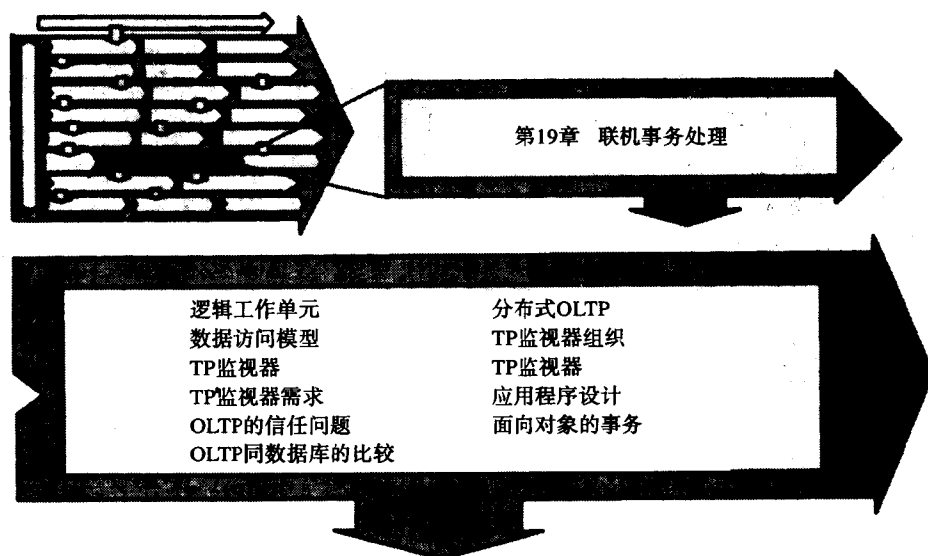 第19章 联机事务处理
逻辑工作单元
数据访问模型
TP监视器
TP监视器需求
OLTP的信任问题
OLTP同数据库的比较
分布式OLTP
TP监视器组织
TP监视器
应用程序设计
面向对象的事务